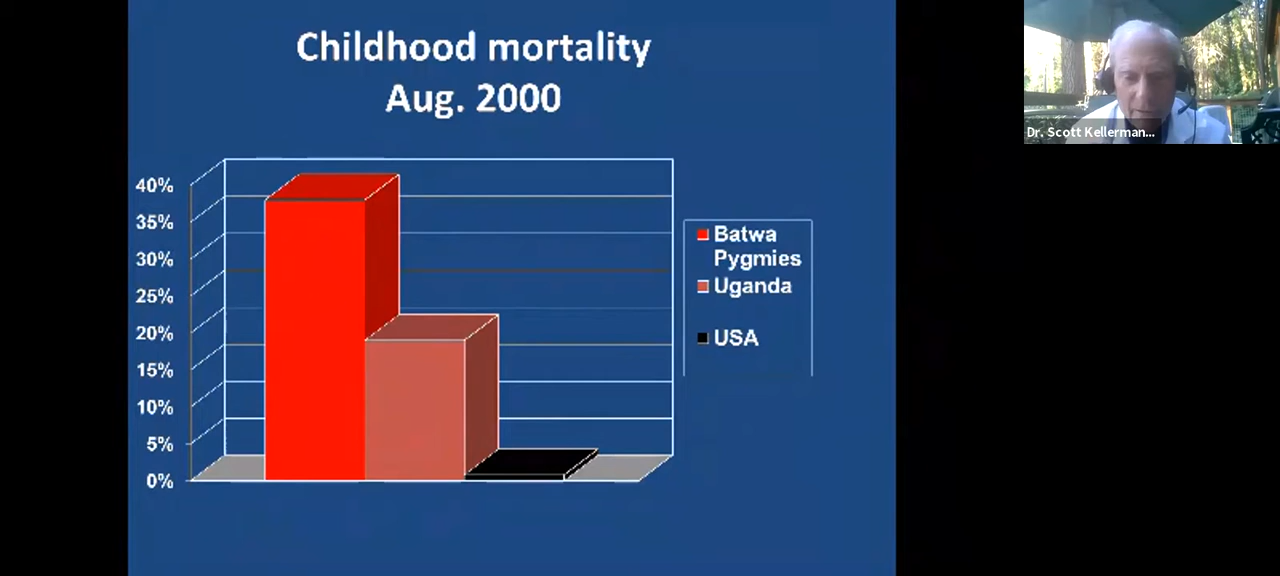 Childhood mortality
Aug. 2000
40%
35%
30%
25%
20%
15%
10%
5%
0%
Batwa
Pygmies
Uganda
USA
Dr. Scott Kellerman...